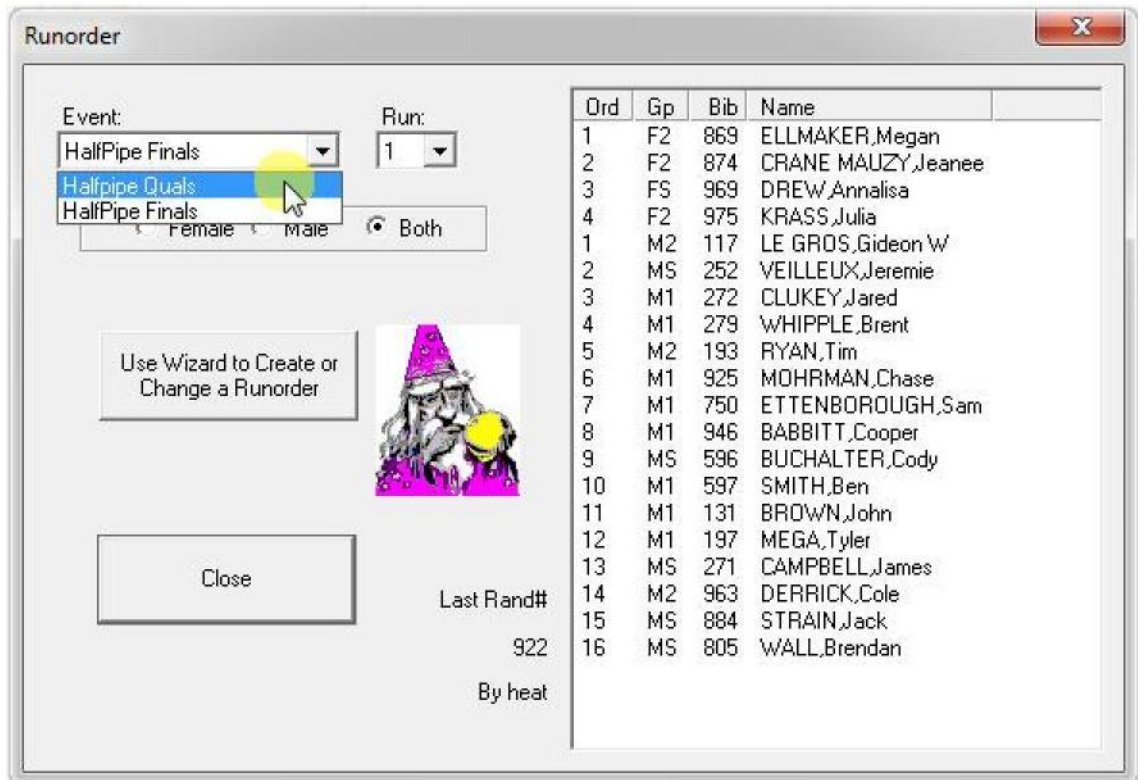 Runorder
Event:
Run:
HalfPipe Finals
1
Halfpipe Quals
HalfPipe Finals
Female
Male
Both
Use Wizard to Create or
Change a Runorder
Close
Last Rand#
922
By heat
Ord Gp Bib Name
1 F2 869 ELLMAKER,Megan
2 F2 874 CRANE MAUZY,Jeanee
3 FS 969 DREW,Annalisa
4 F2 975 KRASS,Julia
1 M2 117 LE GROS,Gideon W
2 MS 252 VEILLEUX,Jeremie
3 M1 272 CLUKEY,Jared
4 M1 279 WHIPPLE,Brent
5 M2 193 RYAN,Tim
6 M1 925 MOHRMAN,Chase
7 M1 750 ETTENBOROUGH,Sam
8 M1 946 BABBITT,Cooper
9 MS 596 BUCHALTER,Cody
10 M1 597 SMITH,Ben
11 M1 131 BROWN,John
12 M1 197 MEGA,Tyler
13 MS 271 CAMPBELL,James
14 M2 963 DERRICK,Cole
15 MS 884 STRAIN,Jack
16 MS 805 WALL,Brendan